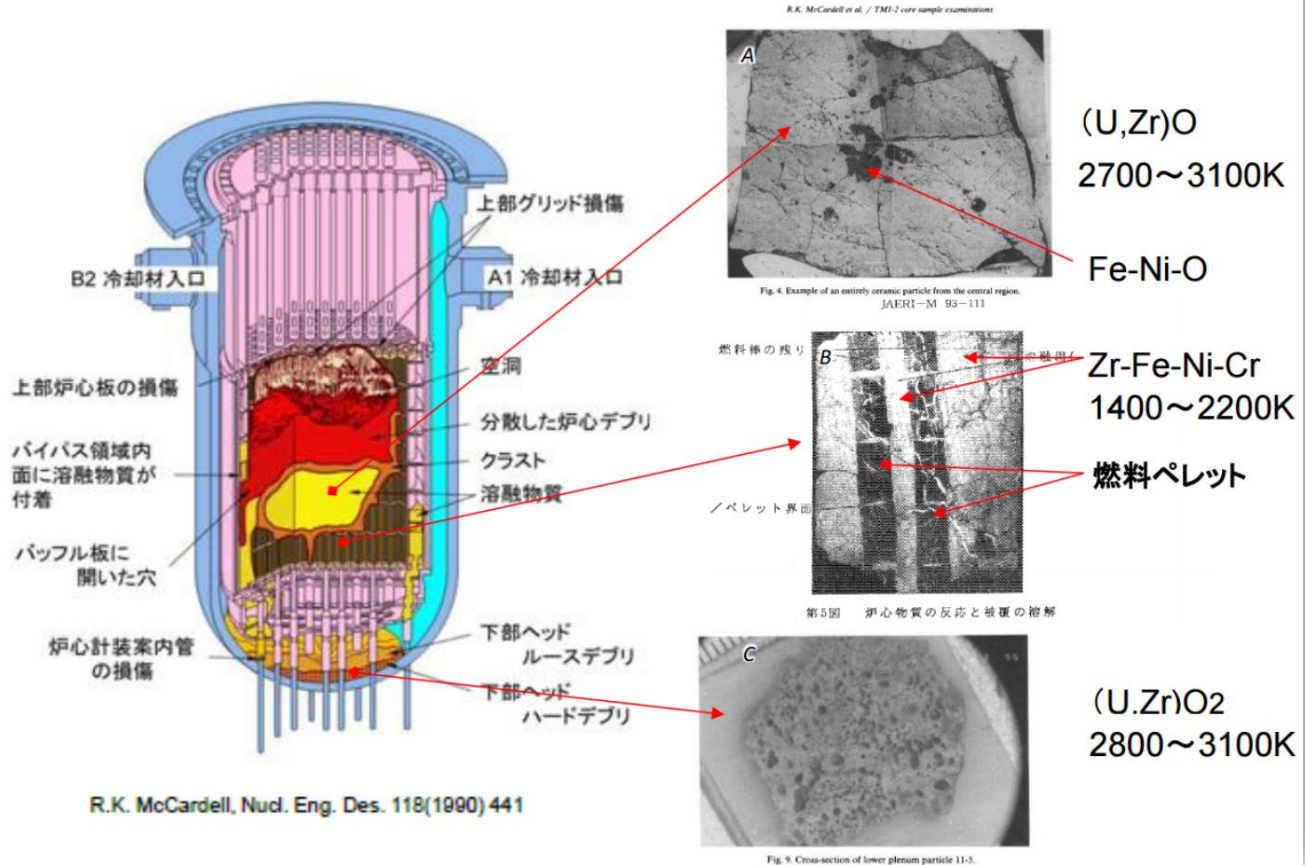 R.K. McCardell et al. / TMI-2 core sample examinations
A
(U,Zr)O
2700～3100K
Fe-Ni-O
Fig. 4. Example of an entirely ceramic particle from the central region.
JAERI-M 93-111
上部グリッド損傷
B2 冷却材入口
A1 冷却材入口
空洞
上部炉心板の損傷
分散した炉心デブリ
バイパス領域内
面に溶融物質が
付着
クラスト
溶融物質
バッフル板に
開いた穴
炉心計装案内管
の損傷
下部ヘッド
ルースデブリ
下部ヘッド
ハードデブリ
燃料棒の残り
B
Zr-Fe-Ni-Cr
1400～2200K
燃料ペレット
／ペレット界面
第5図 炉心物質の反応と被覆の溶解
C
(U.Zr)O2
2800～3100K
R.K. McCardell, Nucl. Eng. Des. 118(1990) 441
Fig. 9. Cross-section of lower plenum particle 11-5.